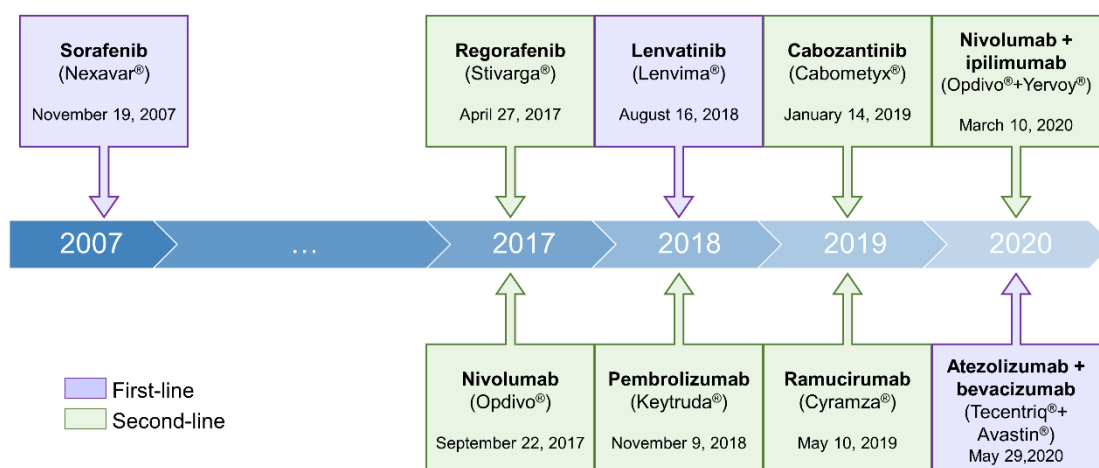 Sorafenib
(Nexavar®)
November 19, 2007
Regorafenib
(Stivarga®)
April 27, 2017
Lenvatinib
(Lenvima®)
August 16, 2018
Cabozantinib
(Cabometyx®)
January 14, 2019
Nivolumab +
ipilimumab
(Opdivo®+Yervoy®)
March 10, 2020
2007
...
2017
2018
2019
2020
First-line
Second-line
Nivolumab
(Opdivo®)
September 22, 2017
Pembrolizumab
(Keytruda®)
November 9, 2018
Ramucirumab
(Cyramza®)
May 10, 2019
Atezolizumab +
bevacizumab
(Tecentriq®+
Avastin®)
May 29,2020